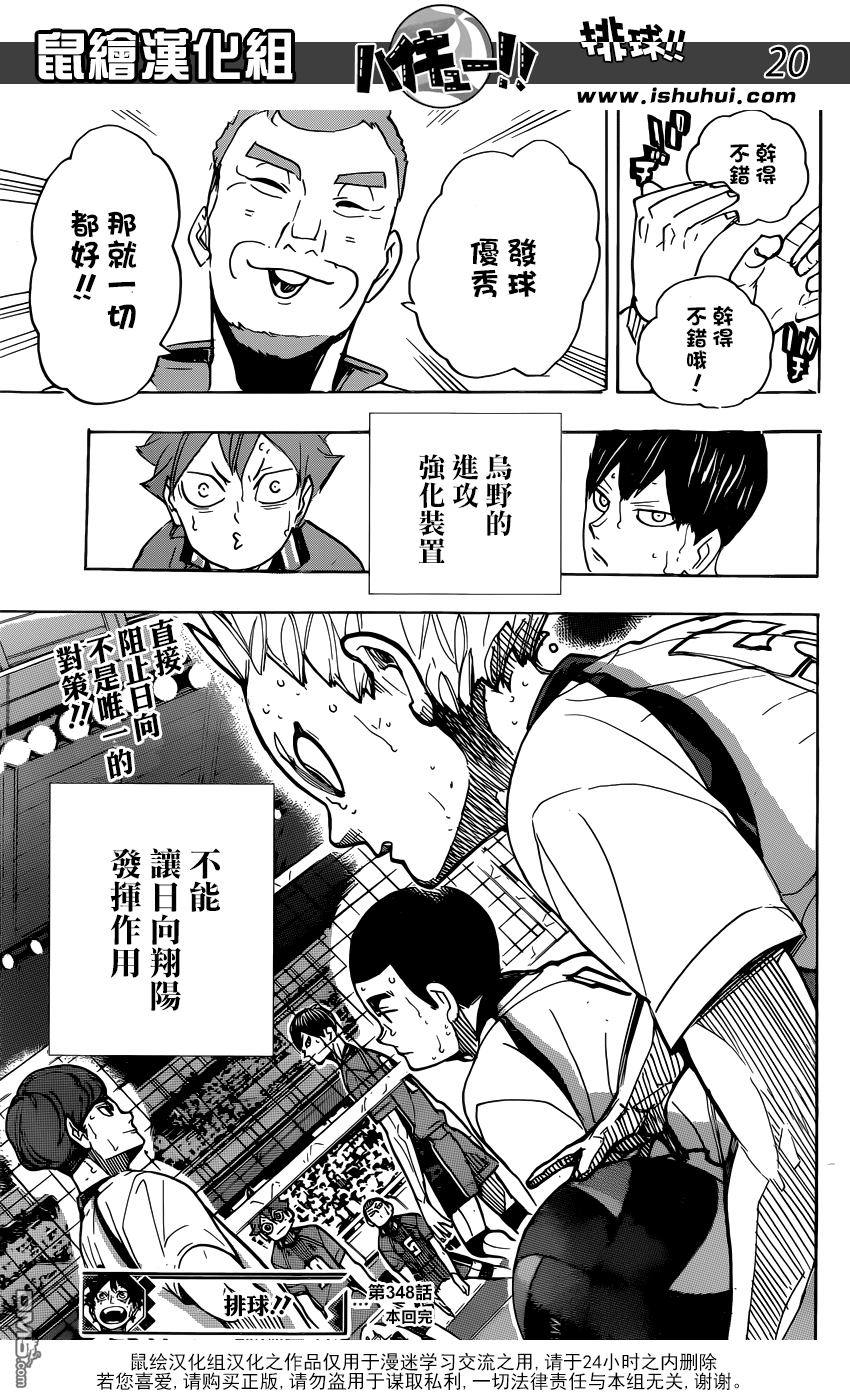 鼠繪漢化組
ハイキュー!!
排球!!
20
www.ishuhui.com
幹得
不錯
幹得
不錯哦！
發球
優秀
那就一切
都好!!
烏野的
進攻
強化裝置
直接
阻止日向
不是唯一的
對策!!
不能
讓日向翔陽
發揮作用
排球!!
…
第348話
／本回完
鼠绘汉化组汉化之作品仅用于漫迷学习交流之用, 请于24小时之内删除
若您喜爱, 请购买正版, 请勿盗用于谋取私利, 一切法律责任与本组无关, 谢谢。